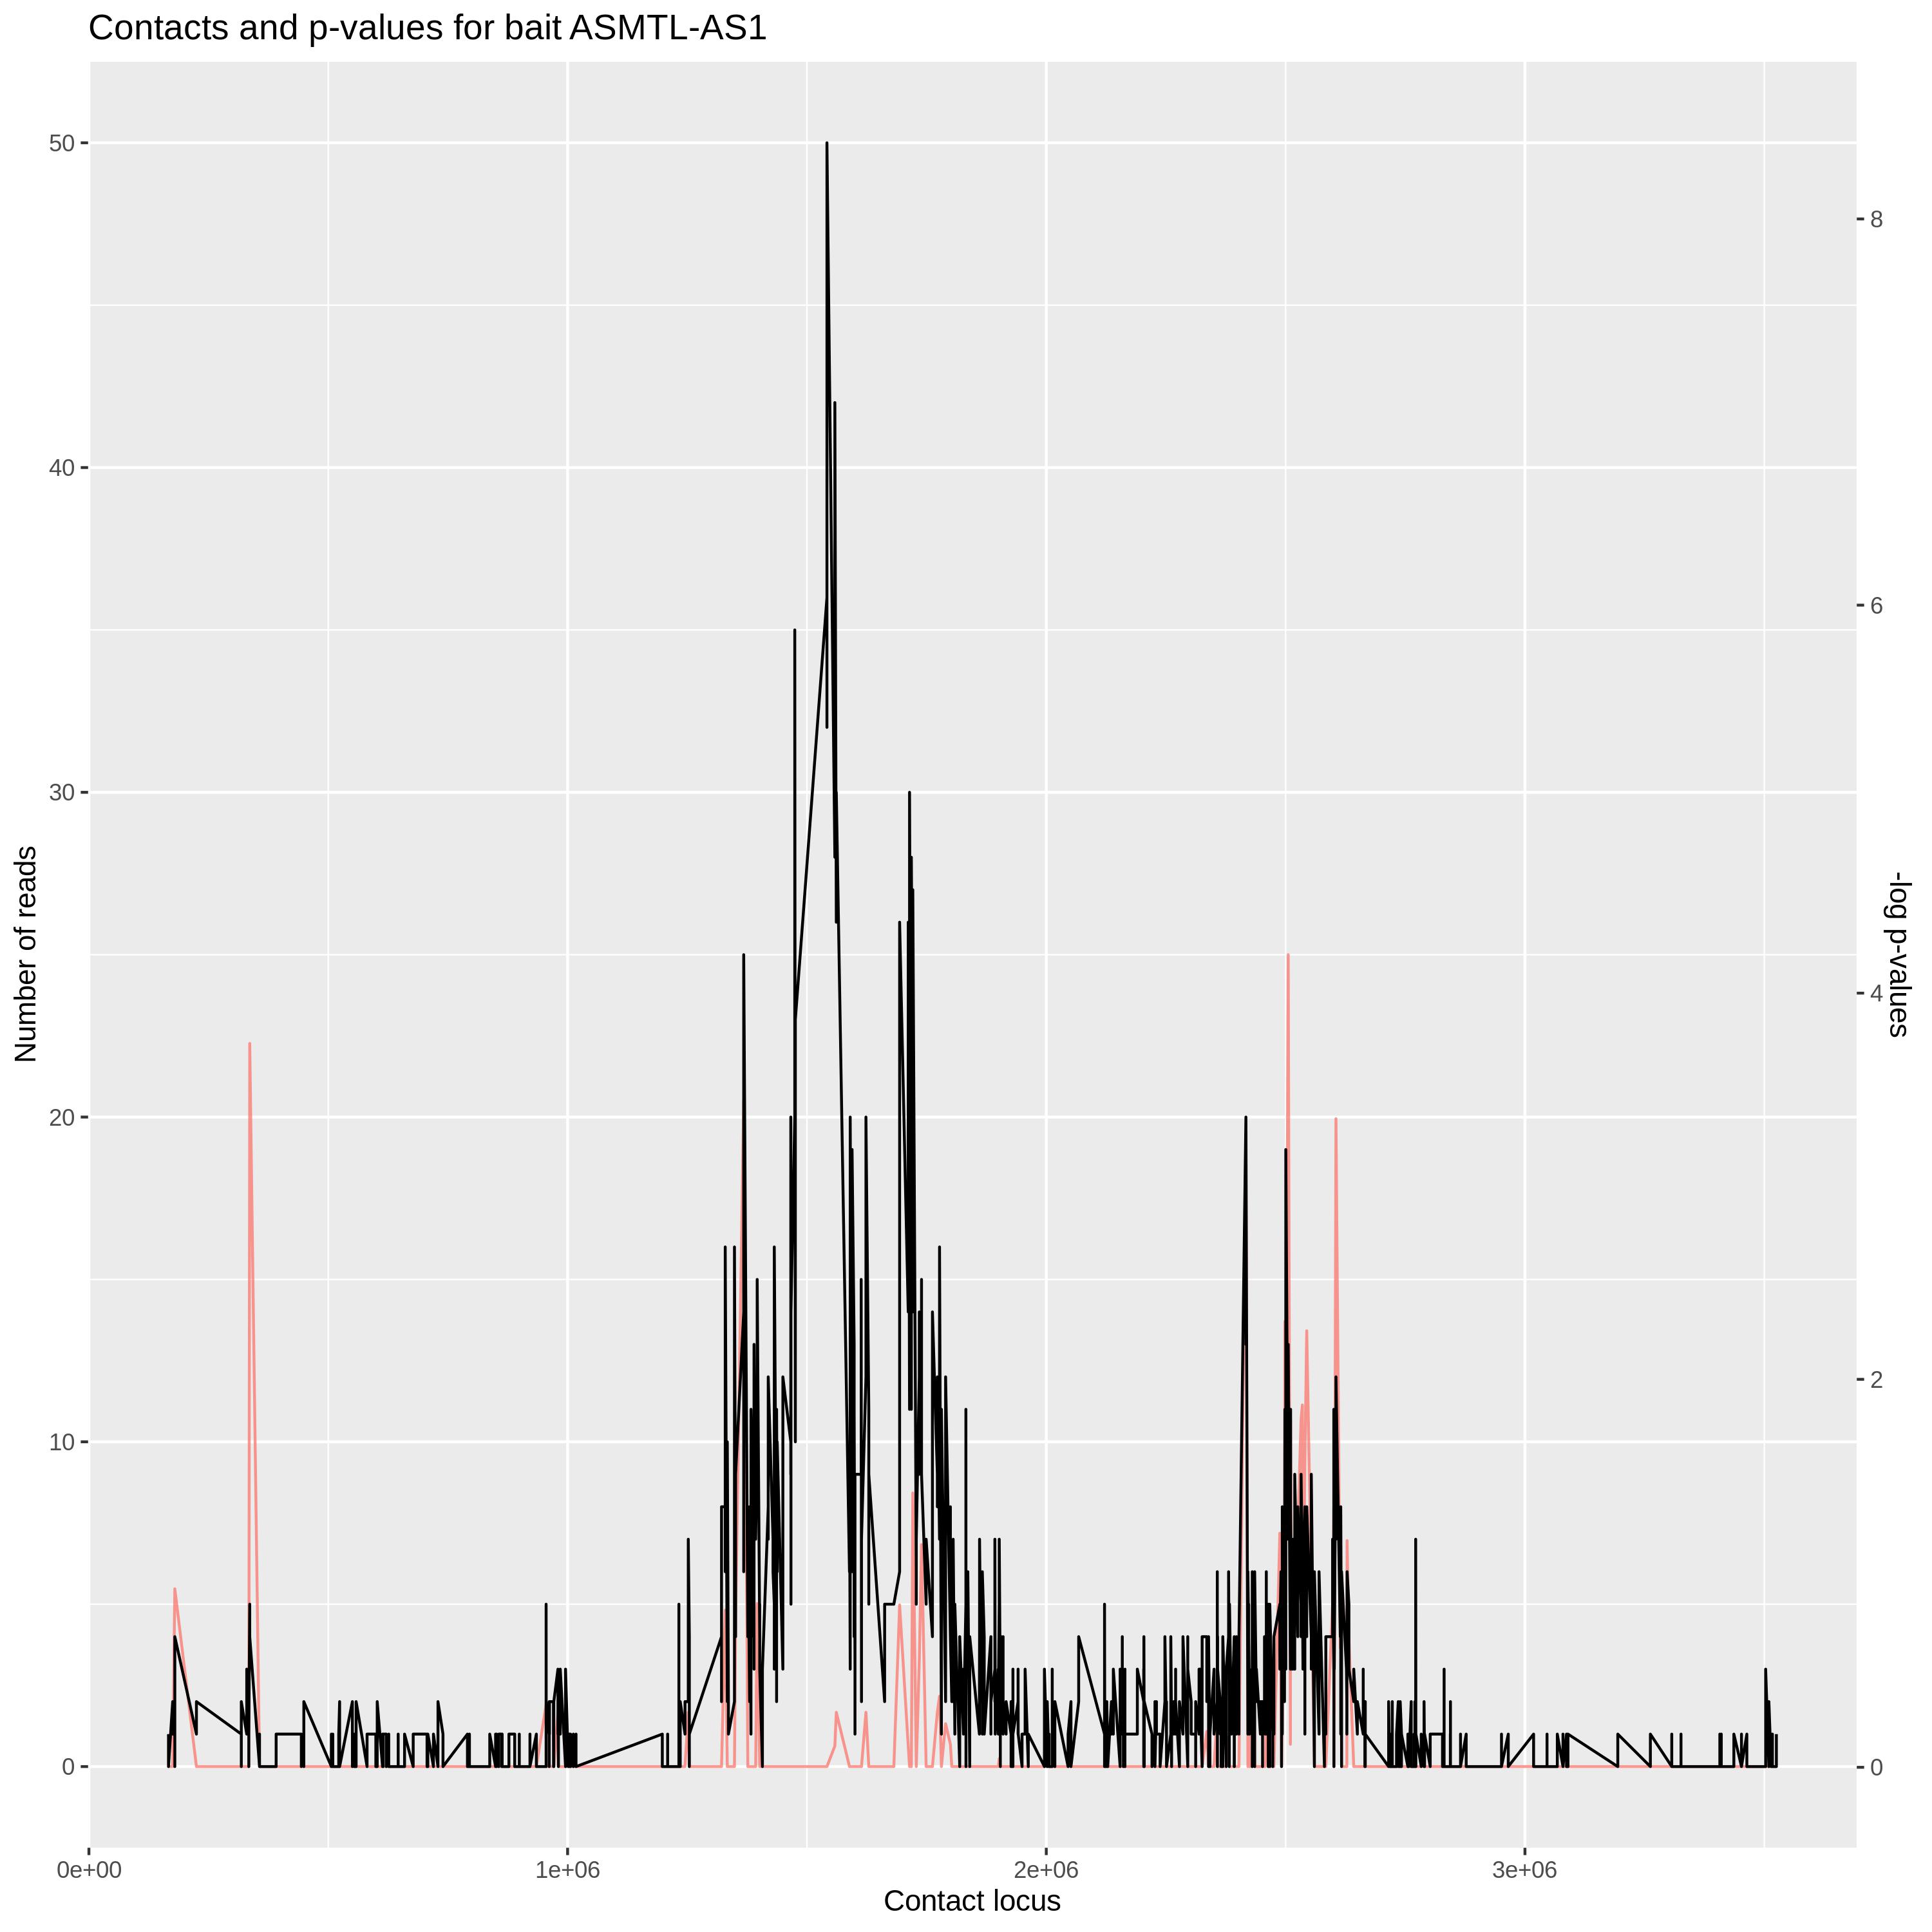 Contacts and p-values for bait ASMTL-AS1
50
40
30
20
10
0
Number of reads
8
6
4
2
0
-log p-values
0e+00 1e+06 2e+06 3e+06
Contact locus